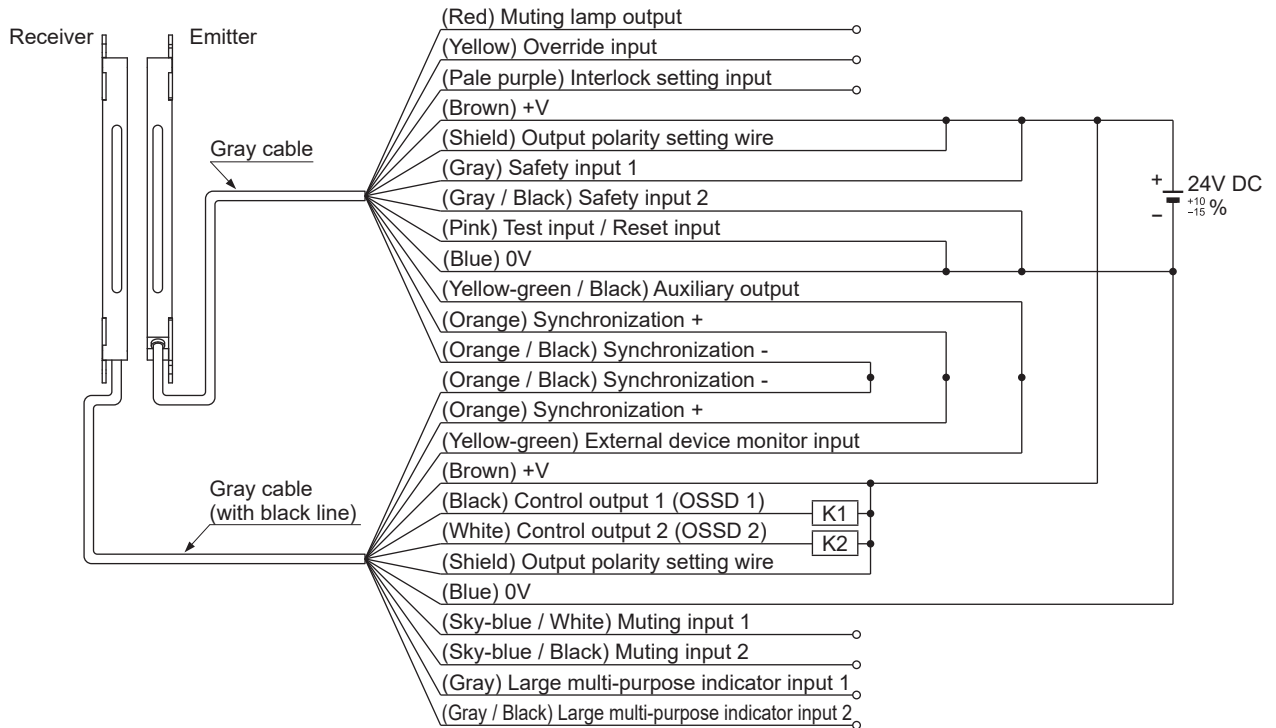 Receiver
Emitter
Gray cable
Gray cable
(with black line)
(Red) Muting lamp output
(Yellow) Override input
(Pale purple) Interlock setting input
(Brown) +V
(Shield) Output polarity setting wire
(Gray) Safety input 1
(Gray / Black) Safety input 2
(Pink) Test input / Reset input
(Blue) 0V
(Yellow-green / Black) Auxiliary output
(Orange) Synchronization +
(Orange / Black) Synchronization -
(Orange / Black) Synchronization -
(Orange) Synchronization +
(Yellow-green) External device monitor input
(Brown) +V
(Black) Control output 1 (OSSD 1)
K1
(White) Control output 2 (OSSD 2)
K2
(Shield) Output polarity setting wire
(Blue) 0V
(Sky-blue / White) Muting input 1
(Sky-blue / Black) Muting input 2
(Gray) Large multi-purpose indicator input 1
(Gray / Black) Large multi-purpose indicator input 2
+
−
24V DC
+10
−15 %